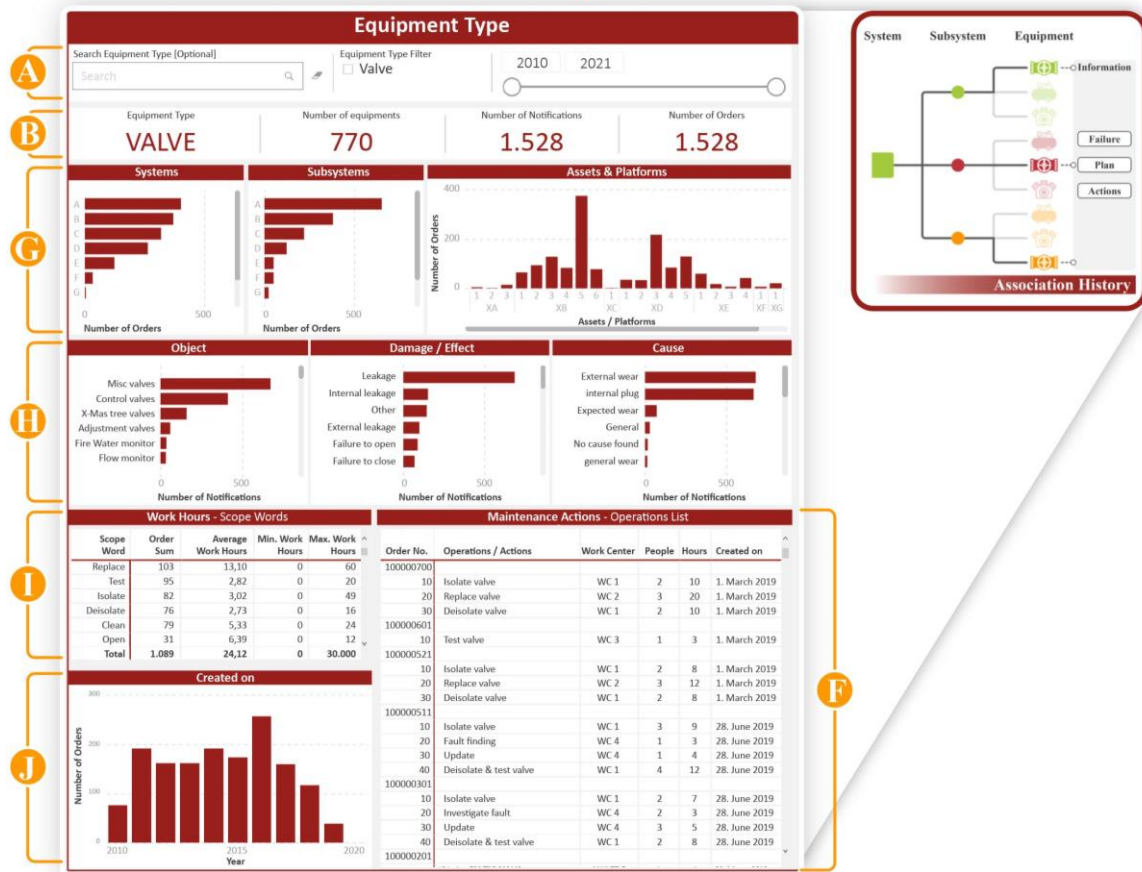 Equipment Type
A
Search Equipment Type [Optional]
Search
Equipment Type Filter
Valve
2010 2021
B
Equipment Type Number of equipments Number of Notifications Number of Orders
VALVE 770 1.528 1.528
G
Systems
A
B
C
D
E
F
G
0 500
Number of Orders
Subsystems
A
B
C
D
E
F
G
0 500
Number of Orders
Assets & Platforms
Number of Orders
400
200
0
1 2 3 1 2 3 4 5 6 1 1 2 3 4 5 1 2 3 4 1 1
XA XB XC XD XE XF XG
Assets / Platforms
H
Object
Misc valves
Control valves
X-Mas tree valves
Adjustment valves
Fire Water monitor
Flow monitor
0 500
Number of Notifications
Damage / Effect
Leakage
Internal leakage
Other
External leakage
Failure to open
Failure to close
0 500
Number of Notifications
Cause
External wear
internal plug
Expected wear
General
No cause found
general wear
0 500
Number of Notifications
I
Work Hours - Scope Words
Scope Word Order Sum Average Work Hours Min. Work Hours Max. Work Hours
Replace 103 13,10 0 60
Test 95 2,82 0 20
Isolate 82 3,02 0 49
Deisolate 76 2,73 0 16
Clean 79 5,33 0 24
Open 31 6,39 0 12
Total 1.089 24,12 0 30.000
J
Created on
Number of Orders
300
200
100
0
2010 2015 2020
Year
F
Maintenance Actions - Operations List
Order No. Operations / Actions Work Center People Hours Created on
100000700
10 Isolate valve WC 1 2 10 1. March 2019
20 Replace valve WC 2 3 20 1. March 2019
30 Deisolate valve WC 1 2 10 1. March 2019
100000601
10 Test valve WC 3 1 3 1. March 2019
100000521
10 Isolate valve WC 1 2 8 1. March 2019
20 Replace valve WC 2 3 12 1. March 2019
30 Deisolate valve WC 1 2 8 1. March 2019
100000511
10 Isolate valve WC 1 3 9 28. June 2019
20 Fault finding WC 4 1 3 28. June 2019
30 Update WC 4 1 4 28. June 2019
40 Deisolate & test valve WC 1 4 12 28. June 2019
100000301
10 Isolate valve WC 1 2 7 28. June 2019
20 Investigate fault WC 4 2 3 28. June 2019
30 Update WC 4 3 5 28. June 2019
40 Deisolate & test valve WC 1 2 8 28. June 2019
100000201
System Subsystem Equipment
Information
Failure
Plan
Actions
Association History